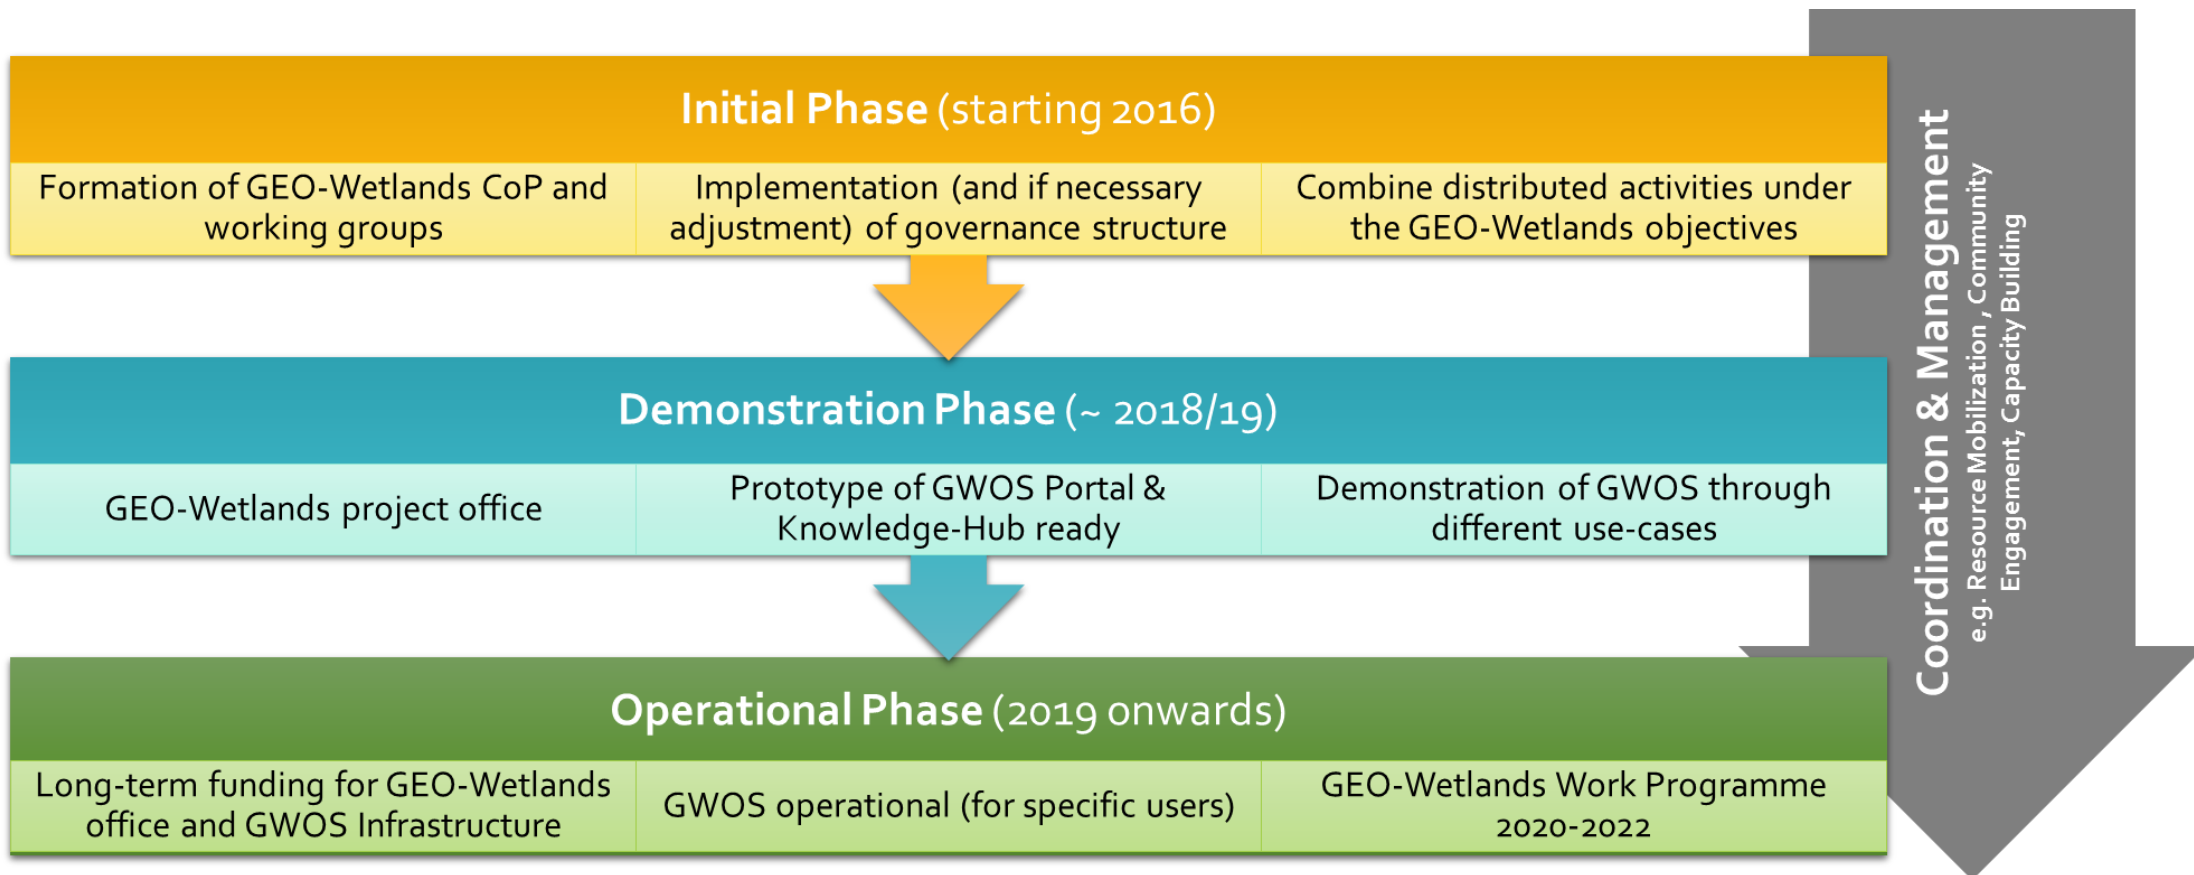 Initial Phase (starting 2016)
Formation of GEO-Wetlands CoP and
working groups
Implementation (and if necessary
adjustment) of governance structure
Combine distributed activities under
the GEO-Wetlands objectives
Demonstration Phase (~ 2018/19)
GEO-Wetlands project office
Prototype of GWOS Portal &
Knowledge-Hub ready
Demonstration of GWOS through
different use-cases
Operational Phase (2019 onwards)
Long-term funding for GEO-Wetlands
office and GWOS Infrastructure
GWOS operational (for specific users)
GEO-Wetlands Work Programme
2020-2022
Coordination & Management
e.g. Resource Mobilization , Community
Engagement, Capacity Building